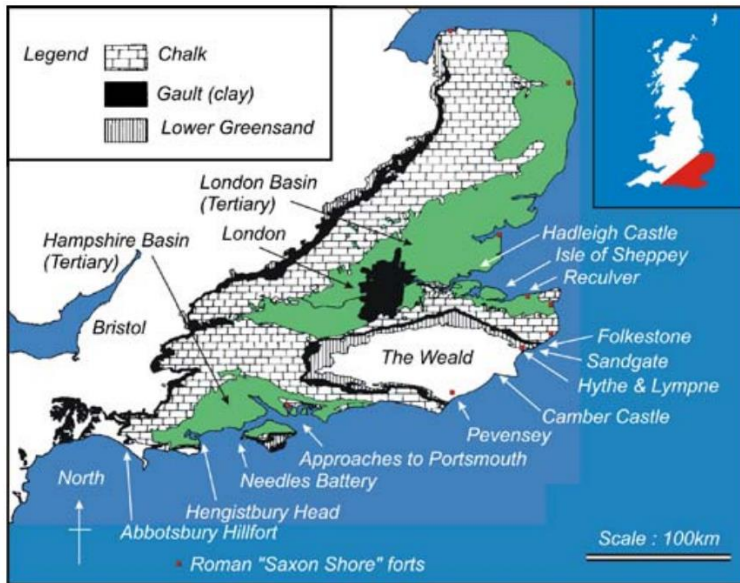 Legend
Chalk
Gault (clay)
Lower Greensand
London Basin
(Tertiary)
Hampshire Basin
(Tertiary)
London
Hadleigh Castle
Isle of Sheppey
Reculver
Bristol
The Weald
Folkestone
Sandgate
Hythe & Lympne
Camber Castle
Pevensey
Approaches to Portsmouth
Needles Battery
North
Hengistbury Head
Abbotsbury Hillfort
Scale : 100km
Roman "Saxon Shore" forts